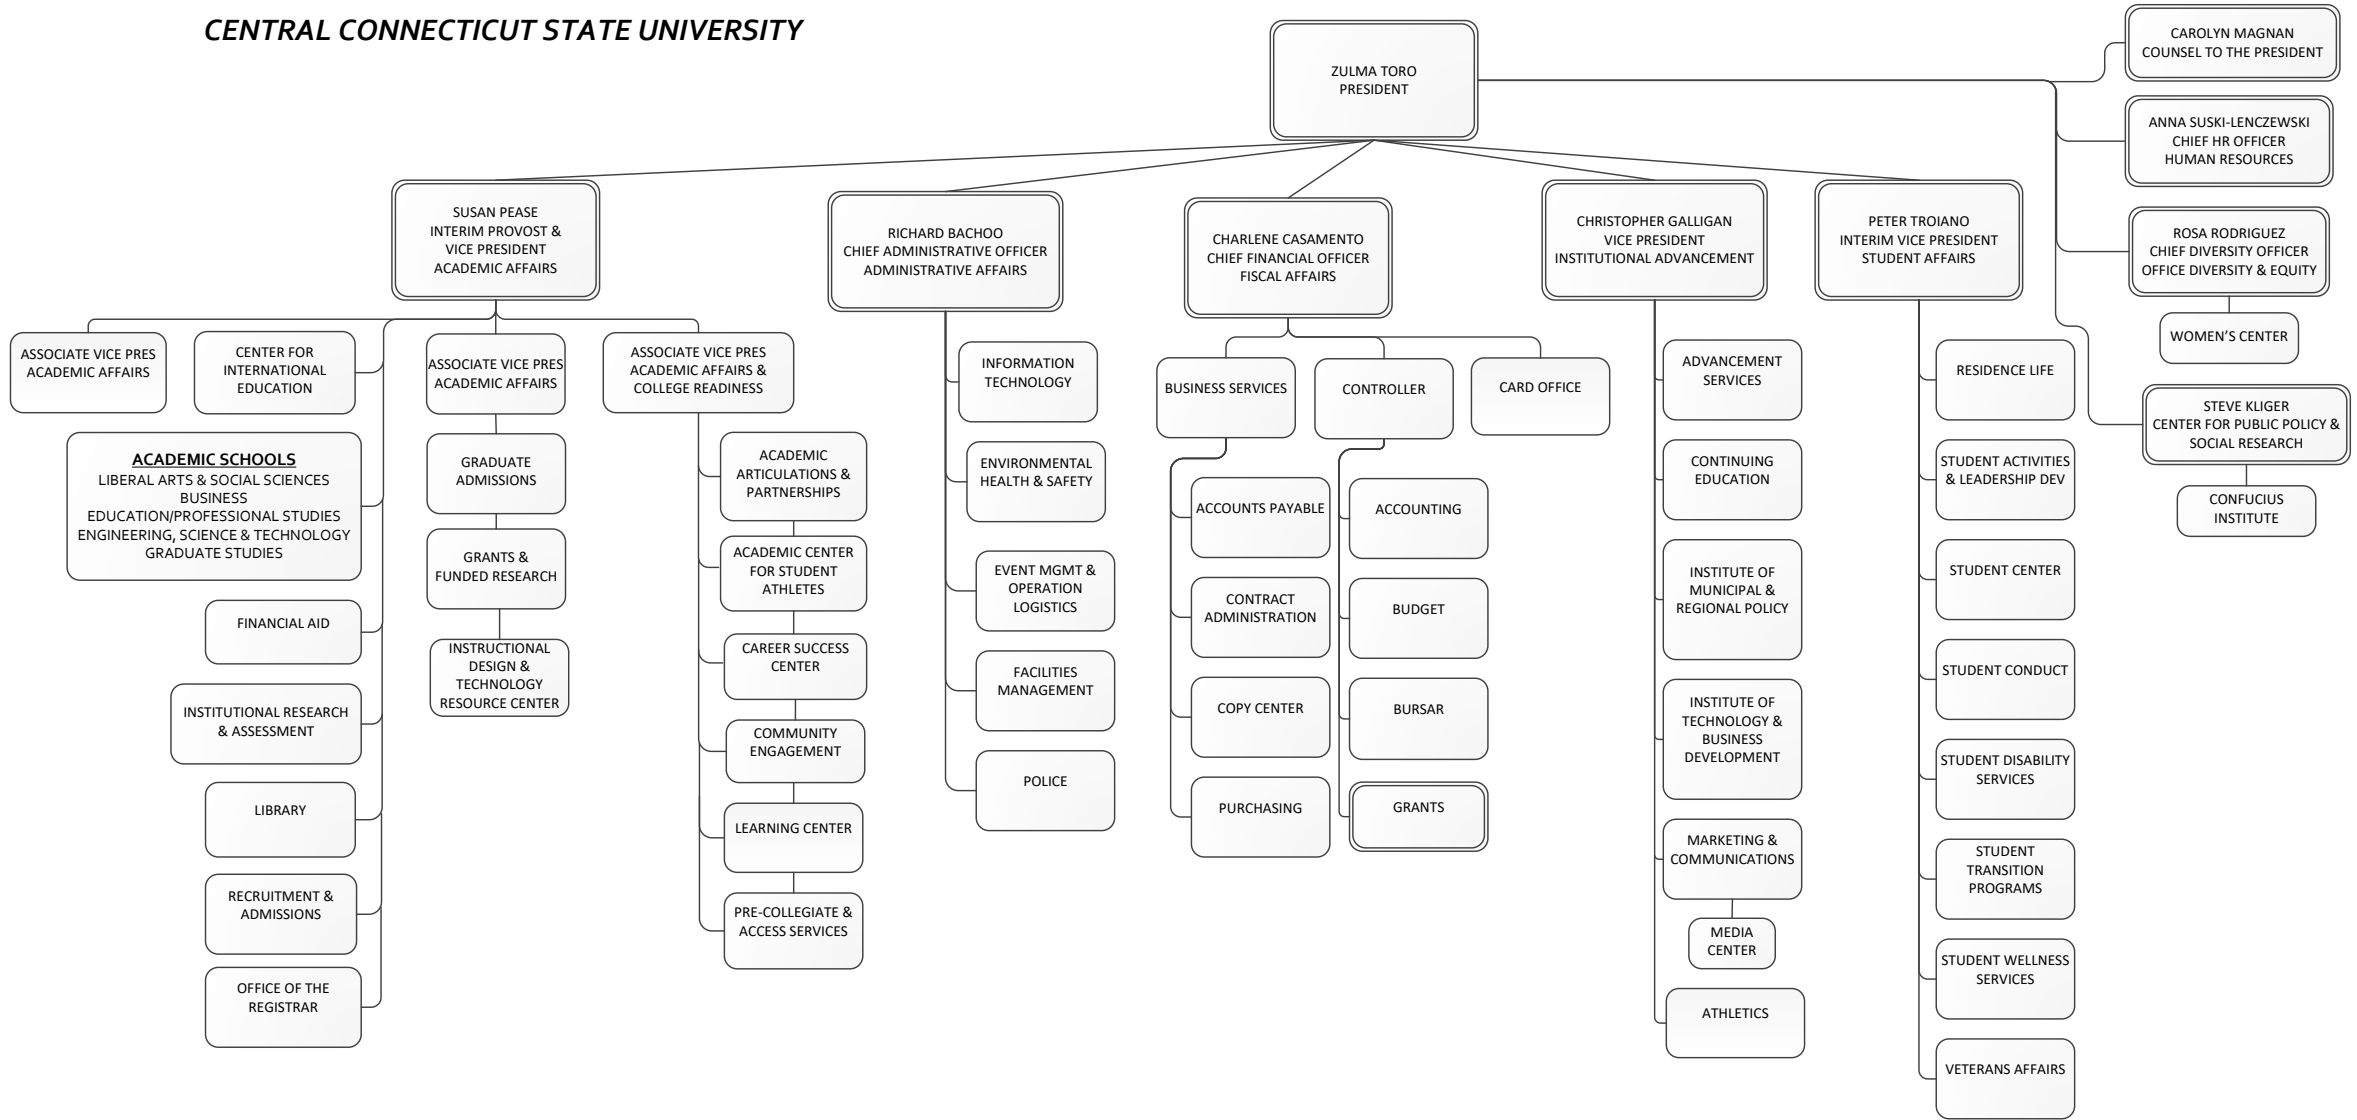 CENTRAL CONNECTICUT STATE UNIVERSITY
ZULMA TORO
PRESIDENT
CAROLYN MAGNAN
COUNSEL TO THE PRESIDENT
ANNA SUSKI-LENCZEWSKI
CHIEF HR OFFICER
HUMAN RESOURCES
ROSA RODRIGUEZ
CHIEF DIVERSITY OFFICER
OFFICE DIVERSITY & EQUITY
WOMEN’S CENTER
STEVE KLIGER
CENTER FOR PUBLIC POLICY &
SOCIAL RESEARCH
CONFUCIUS
INSTITUTE
SUSAN PEASE
INTERIM PROVOST &
VICE PRESIDENT
ACADEMIC AFFAIRS
ASSOCIATE VICE PRES
ACADEMIC AFFAIRS
CENTER FOR
INTERNATIONAL
EDUCATION
ACADEMIC SCHOOLS
LIBERAL ARTS & SOCIAL SCIENCES
BUSINESS
EDUCATION/PROFESSIONAL STUDIES
ENGINEERING, SCIENCE & TECHNOLOGY
GRADUATE STUDIES
FINANCIAL AID
INSTITUTIONAL RESEARCH
& ASSESSMENT
LIBRARY
RECRUITMENT &
ADMISSIONS
OFFICE OF THE
REGISTRAR
ASSOCIATE VICE PRES
ACADEMIC AFFAIRS
GRADUATE
ADMISSIONS
GRANTS &
FUNDED RESEARCH
INSTRUCTIONAL
DESIGN &
TECHNOLOGY
RESOURCE CENTER
ASSOCIATE VICE PRES
ACADEMIC AFFAIRS &
COLLEGE READINESS
ACADEMIC
ARTICULATIONS &
PARTNERSHIPS
ACADEMIC CENTER
FOR STUDENT
ATHLETES
CAREER SUCCESS
CENTER
COMMUNITY
ENGAGEMENT
LEARNING CENTER
PRE-COLLEGIATE &
ACCESS SERVICES
RICHARD BACHOO
CHIEF ADMINISTRATIVE OFFICER
ADMINISTRATIVE AFFAIRS
INFORMATION
TECHNOLOGY
ENVIRONMENTAL
HEALTH & SAFETY
EVENT MGMT &
OPERATION
LOGISTICS
FACILITIES
MANAGEMENT
POLICE
CHARLENE CASAMENTO
CHIEF FINANCIAL OFFICER
FISCAL AFFAIRS
BUSINESS SERVICES
ACCOUNTS PAYABLE
CONTRACT
ADMINISTRATION
COPY CENTER
PURCHASING
CONTROLLER
ACCOUNTING
BUDGET
BURSAR
GRANTS
CARD OFFICE
CHRISTOPHER GALLIGAN
VICE PRESIDENT
INSTITUTIONAL ADVANCEMENT
ADVANCEMENT
SERVICES
CONTINUING
EDUCATION
INSTITUTE OF
MUNICIPAL &
REGIONAL POLICY
INSTITUTE OF
TECHNOLOGY &
BUSINESS
DEVELOPMENT
MARKETING &
COMMUNICATIONS
MEDIA
CENTER
ATHLETICS
PETER TROIANO
INTERIM VICE PRESIDENT
STUDENT AFFAIRS
RESIDENCE LIFE
STUDENT ACTIVITIES
& LEADERSHIP DEV
STUDENT CENTER
STUDENT CONDUCT
STUDENT DISABILITY
SERVICES
STUDENT
TRANSITION
PROGRAMS
STUDENT WELLNESS
SERVICES
VETERANS AFFAIRS